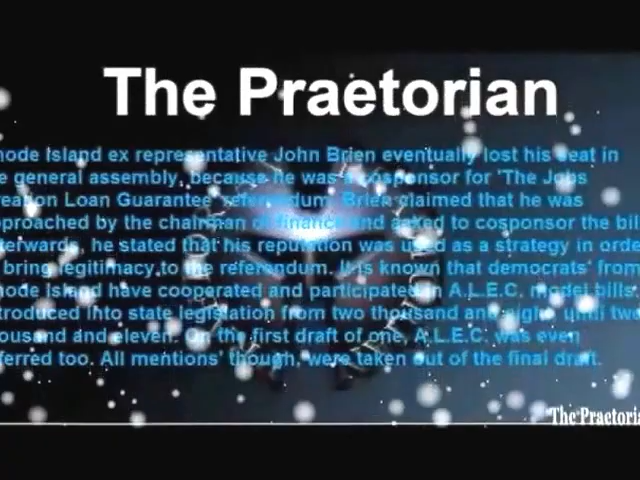 The Praetorian
hode Island ex representative John Brien eventually lost his seat in
e general assembly, because he was a cosponsor for 'The Jobs
reation Loan Guarantee' referendum. Brien claimed that he was
pproached by the chairman of finance and asked to cosponsor the bill
fterwards, he stated that his reputation was used as a strategy in orde
bring legitimacy to the referendum. It is known that democrats' from
hode Island have cooperated and participated in A.L.E.C. model bills
troduced into state legislation from two thousand and eight until two
ousand and eleven. On the first draft of one, A.L.E.C. was even
ferred too. All mentions' though, were taken out of the final draft.
The Praetoria